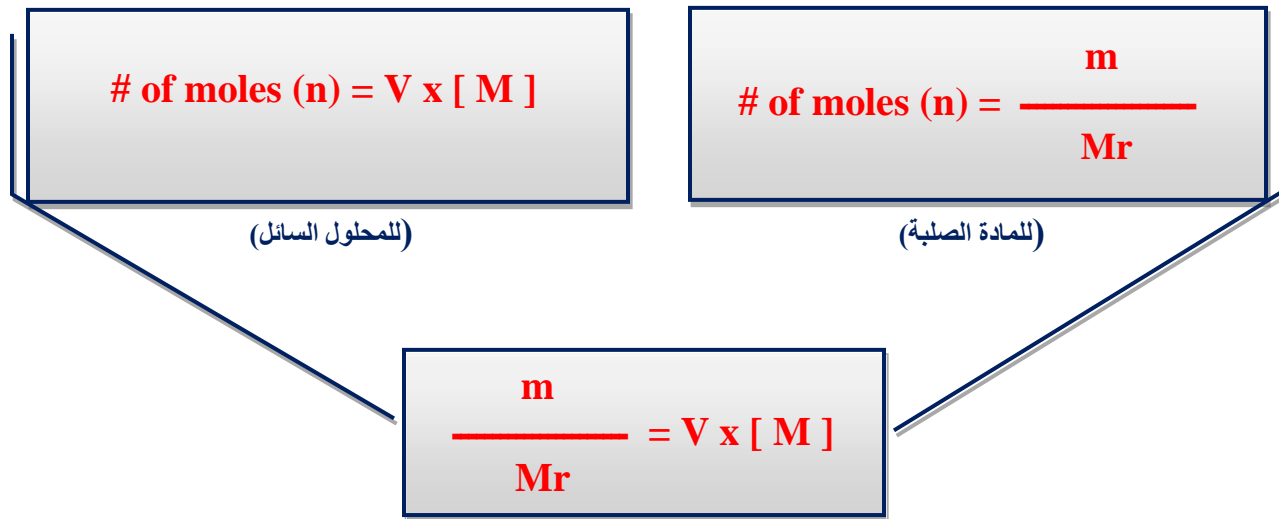 # of moles (n) = V x [ M ]
(للمحلول السائل)
m
# of moles (n) =
Mr
(للمادة الصلبة)
m
= V x [ M ]
Mr